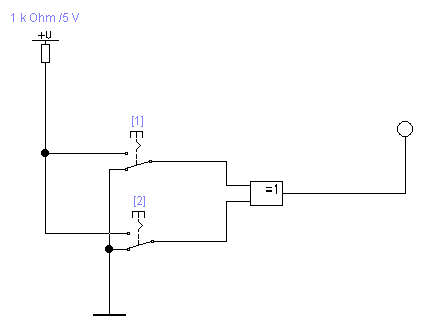 1 k Ohm /5 V
+U
[1]
=1
[2]